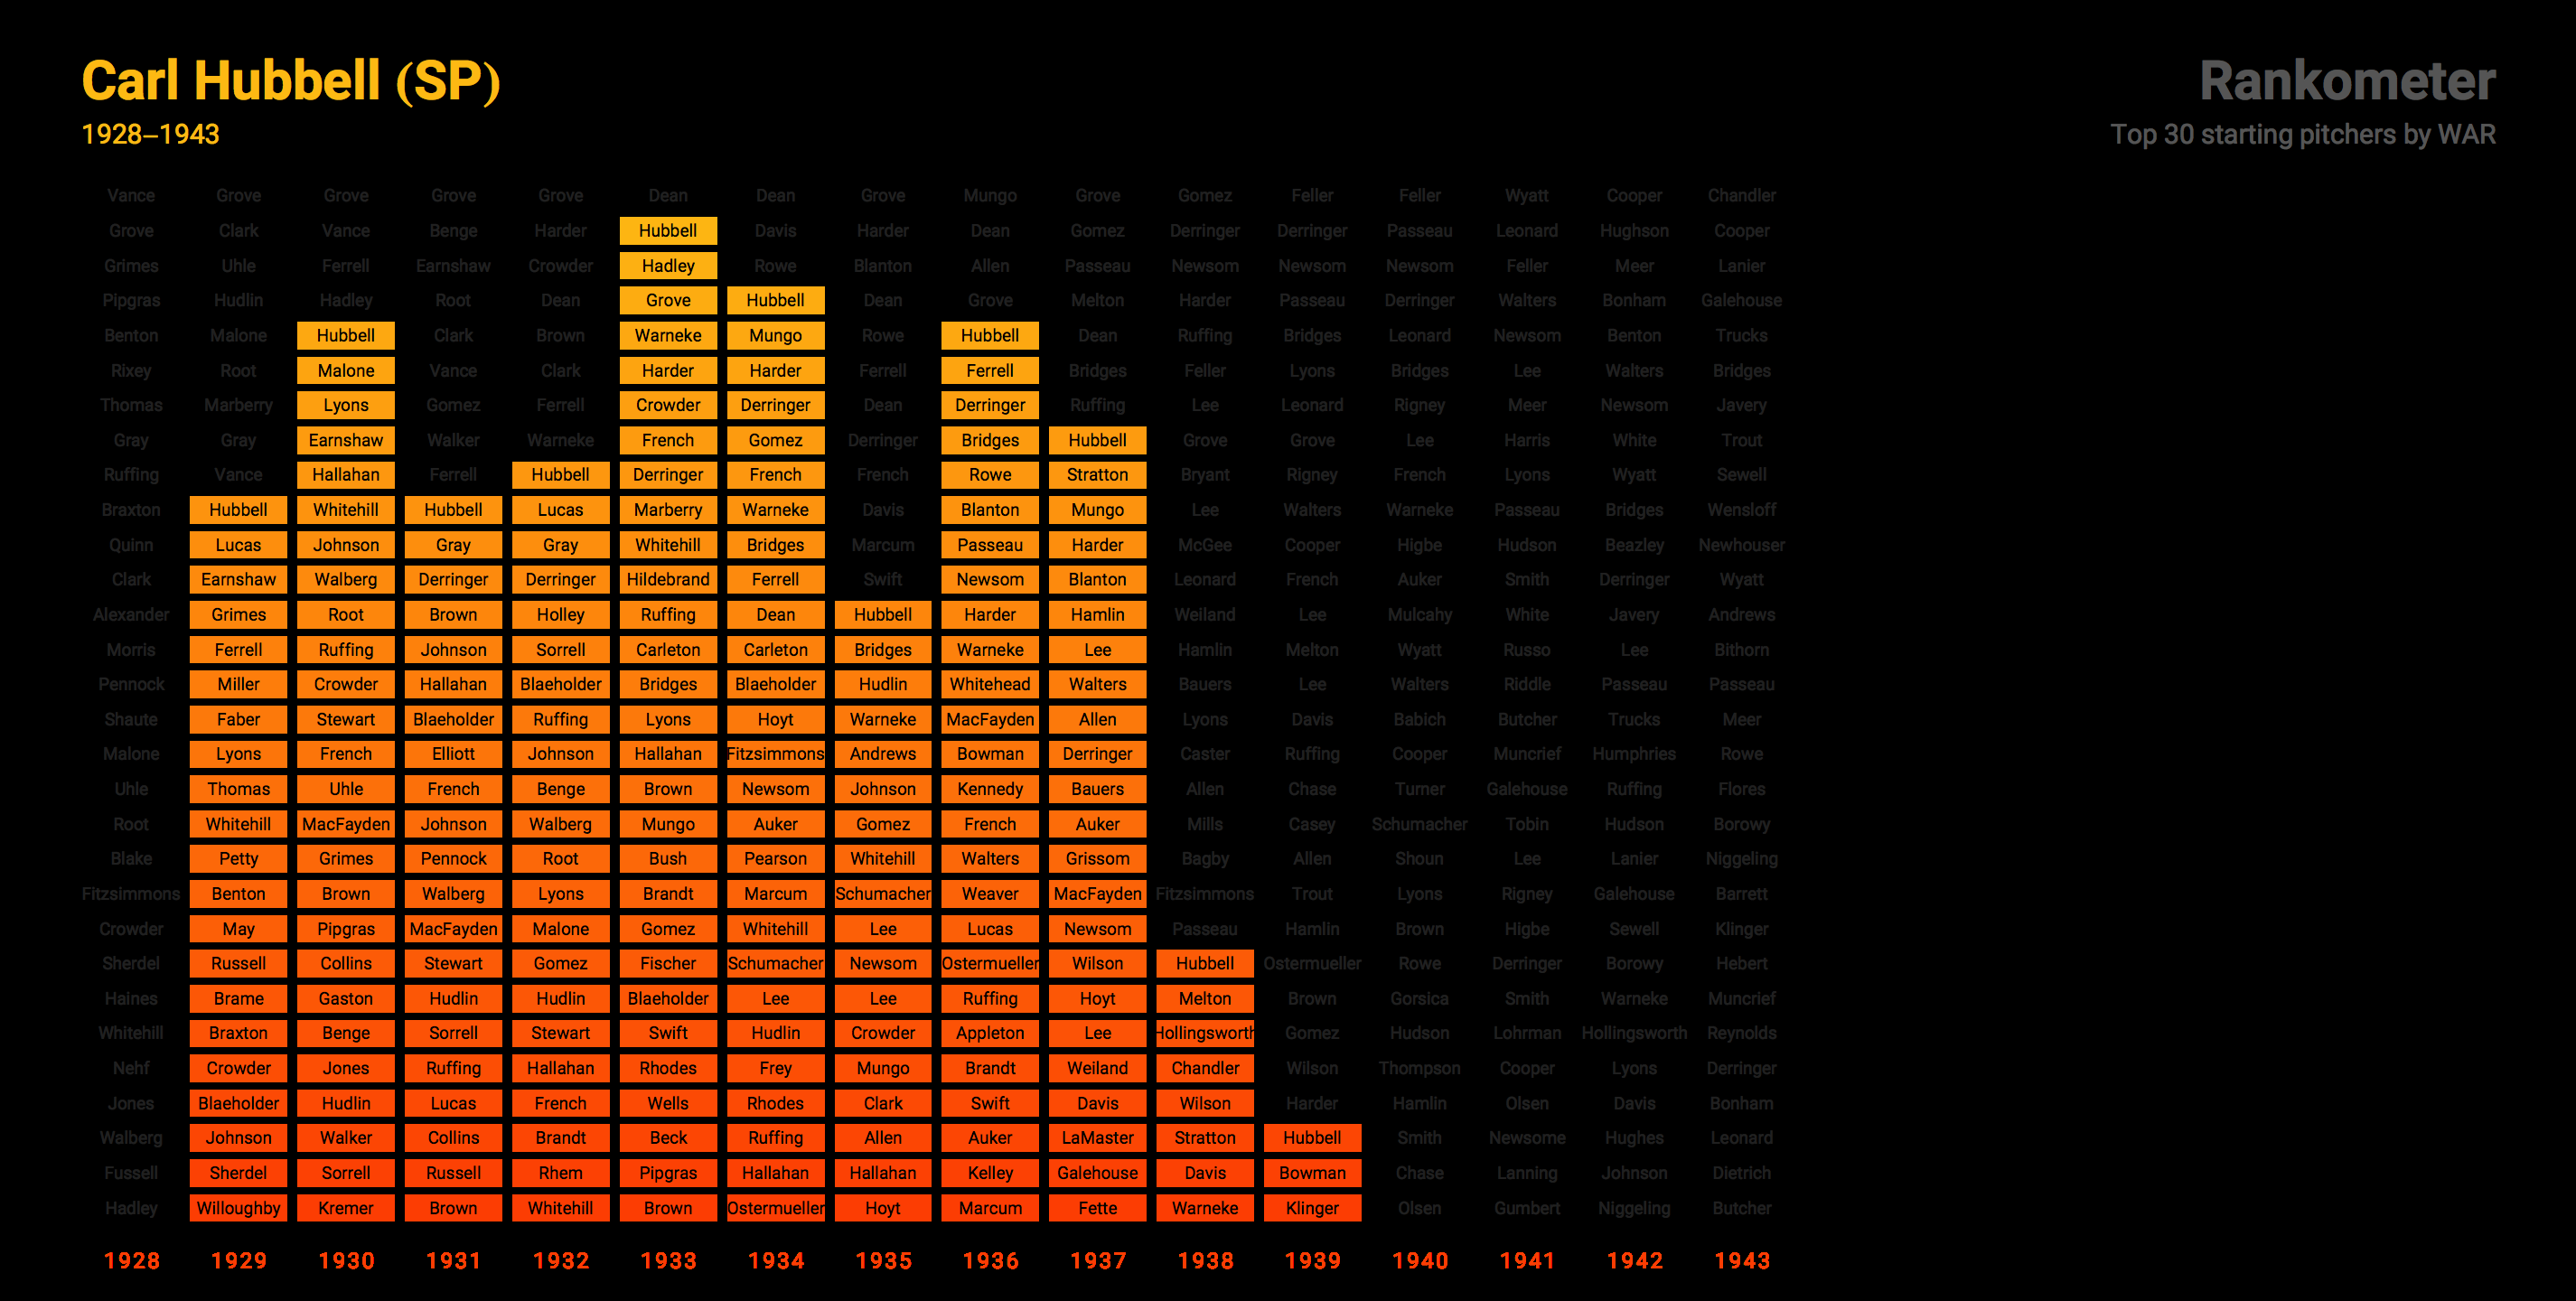 Carl Hubbell (SP)
Rankometer
1928–1943
Top 30 starting pitchers by WAR
Vance Grove Grove Grove Grove Dean Dean Grove Mungo Grove Gomez Feller Feller Wyatt Cooper Chandler
Grove Clark Vance Benge Harder Hubbell Davis Harder Dean Gomez Derringer Derringer Passeau Leonard Hughson Cooper
Grimes Uhle Ferrell Earnshaw Crowder Hadley Rowe Blanton Allen Passeau Newsom Newsom Newsom Feller Meer Lanier
Pipgras Hudlin Hadley Root Dean Grove Hubbell Dean Grove Melton Harder Passeau Derringer Walters Bonham Galehouse
Benton Malone Hubbell Clark Brown Warneke Mungo Rowe Hubbell Dean Ruffing Bridges Leonard Newsom Benton Trucks
Rixey Root Malone Vance Clark Harder Harder Ferrell Ferrell Bridges Feller Lyons Bridges Lee Walters Bridges
Thomas Marberry Lyons Gomez Ferrell Crowder Derringer Dean Derringer Ruffing Lee Leonard Rigney Meer Newsom Javery
Gray Gray Earnshaw Walker Warneke French Gomez Derringer Bridges Hubbell Grove Grove Lee Harris White Trout
Ruffing Vance Hallahan Ferrell Hubbell Derringer French French Rowe Stratton Bryant Rigney French Lyons Wyatt Sewell
Braxton Hubbell Whitehill Hubbell Lucas Marberry Warneke Davis Blanton Mungo Lee Walters Warneke Passeau Bridges Wensloff
Quinn Lucas Johnson Gray Gray Whitehill Bridges Marcum Passeau Harder McGee Cooper Higbe Hudson Beazley Newhouser
Clark Earnshaw Walberg Derringer Derringer Hildebrand Ferrell Swift Newsom Blanton Leonard French Auker Smith Derringer Wyatt
Alexander Grimes Root Brown Holley Ruffing Dean Hubbell Harder Hamlin Weiland Lee Mulcahy White Javery Andrews
Morris Ferrell Ruffing Johnson Sorrell Carleton Carleton Bridges Warneke Lee Hamlin Melton Wyatt Russo Lee Bithorn
Pennock Miller Crowder Hallahan Blaeholder Bridges Blaeholder Hudlin Whitehead Walters Bauers Lee Walters Riddle Passeau Passeau
Shaute Faber Stewart Blaeholder Ruffing Lyons Hoyt Warneke MacFayden Allen Lyons Davis Babich Butcher Trucks Meer
Malone Lyons French Elliott Johnson Hallahan Fitzsimmons Andrews Bowman Derringer Caster Ruffing Cooper Muncrief Humphries Rowe
Uhle Thomas Uhle French Benge Brown Newsom Johnson Kennedy Bauers Allen Chase Turner Galehouse Ruffing Flores
Root Whitehill MacFayden Johnson Walberg Mungo Auker Gomez French Auker Mills Casey Schumacher Tobin Hudson Borowy
Blake Petty Grimes Pennock Root Bush Pearson Whitehill Walters Grissom Bagby Allen Shoun Lee Lanier Niggeling
Fitzsimmons Benton Brown Walberg Lyons Brandt Marcum Schumacher Weaver MacFayden Fitzsimmons Trout Lyons Rigney Galehouse Barrett
Crowder May Pipgras MacFayden Malone Gomez Whitehill Lee Lucas Newsom Passeau Hamlin Brown Higbe Sewell Klinger
Sherdel Russell Collins Stewart Gomez Fischer Schumacher Newsom Ostermueller Wilson Hubbell Ostermueller Rowe Derringer Borowy Hebert
Haines Brame Gaston Hudlin Hudlin Blaeholder Lee Lee Ruffing Hoyt Melton Brown Gorsica Smith Warneke Muncrief
Whitehill Braxton Benge Sorrell Stewart Swift Hudlin Crowder Appleton Lee Hollingsworth Gomez Hudson Lohrman Hollingsworth Reynolds
Nehf Crowder Jones Ruffing Hallahan Rhodes Frey Mungo Brandt Weiland Chandler Wilson Thompson Cooper Lyons Derringer
Jones Blaeholder Hudlin Lucas French Wells Rhodes Clark Swift Davis Wilson Harder Hamlin Olsen Davis Bonham
Walberg Johnson Walker Collins Brandt Beck Ruffing Allen Auker LaMaster Stratton Hubbell Smith Newsome Hughes Leonard
Fussell Sherdel Sorrell Russell Rhem Pipgras Hallahan Hallahan Kelley Galehouse Davis Bowman Chase Lanning Johnson Dietrich
Hadley Willoughby Kremer Brown Whitehill Brown Ostermueller Hoyt Marcum Fette Warneke Klinger Olsen Gumbert Niggeling Butcher
1928 1929 1930 1931 1932 1933 1934 1935 1936 1937 1938 1939 1940 1941 1942 1943